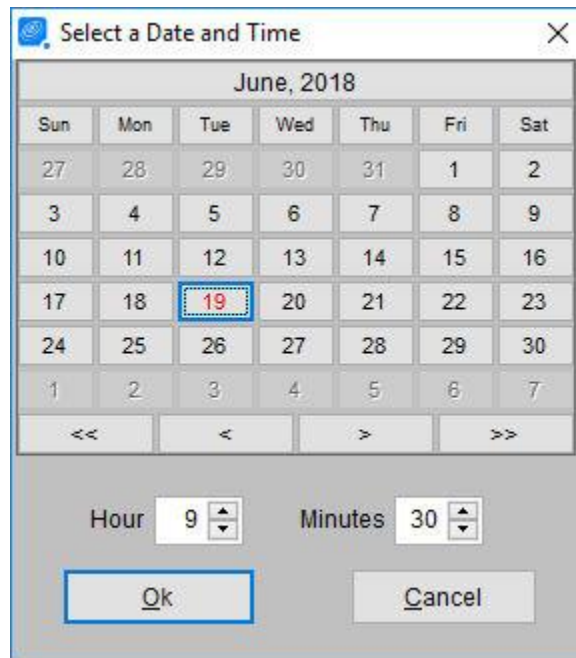 Select a Date and Time
June, 2018
Sun Mon Tue Wed Thu Fri Sat
27 28 29 30 31 1 2
3 4 5 6 7 8 9
10 11 12 13 14 15 16
17 18 19 20 21 22 23
24 25 26 27 28 29 30
1 2 3 4 5 6 7
<< < > >>
Hour 9 Minutes 30
Ok Cancel